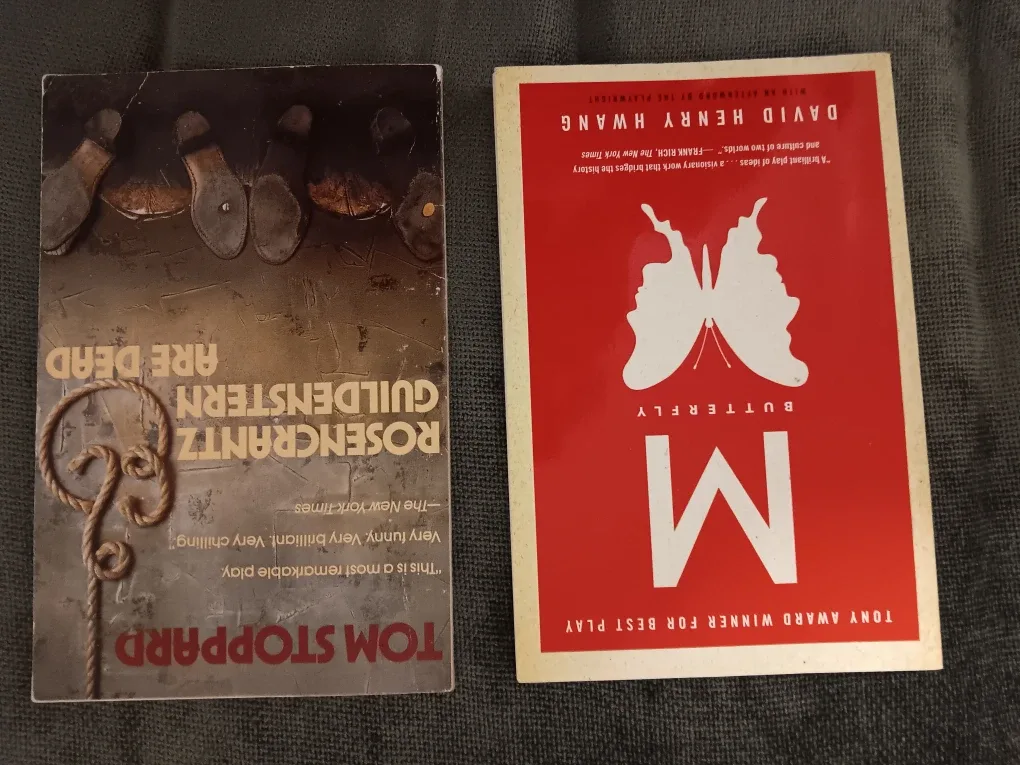 TOM STOPPARD
"This is a most remarkable play.
Very funny. Very brilliant. Very chilling"
—The New York Times
ROSENCRANTZ
GUILDENSTERN
ARE DEAD
TONY AWARD WINNER FOR BEST PLAY
M
BUTTERFLY
"A brilliant play of ideas . . . a visionary work that bridges the history
and culture of two worlds." —FRANK RICH, The New York Times
DAVID HENRY HWANG
WITH AN AFTERWORD BY THE PLAYWRIGHT